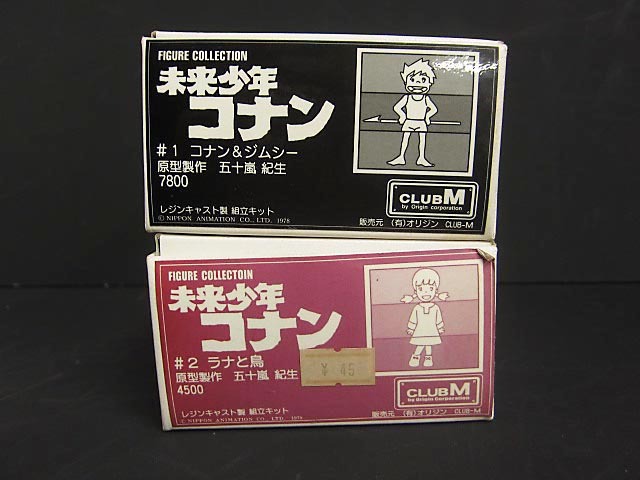 FIGURE COLLECTION
未来少年
コナン
#1 コナン&ジムシー
原型製作 五十嵐 紀生
7800
CLUB M
by Origin corporation
レジンキャスト製 組立キット
販売元 (有)オリジン CLUB-M
© NIPPON ANIMATION CO., LTD. 1978
FIGURE COLLECTOIN
未来少年
コナン
#2 ラナと鳥
原型製作 五十嵐 紀生
4500
¥ 45
CLUB M
by Origin Corporation
レジンキャスト製 組立キット
販売元 (有)オリジン CLUB-M
© NIPPON ANIMATION CO., LTD. 1978